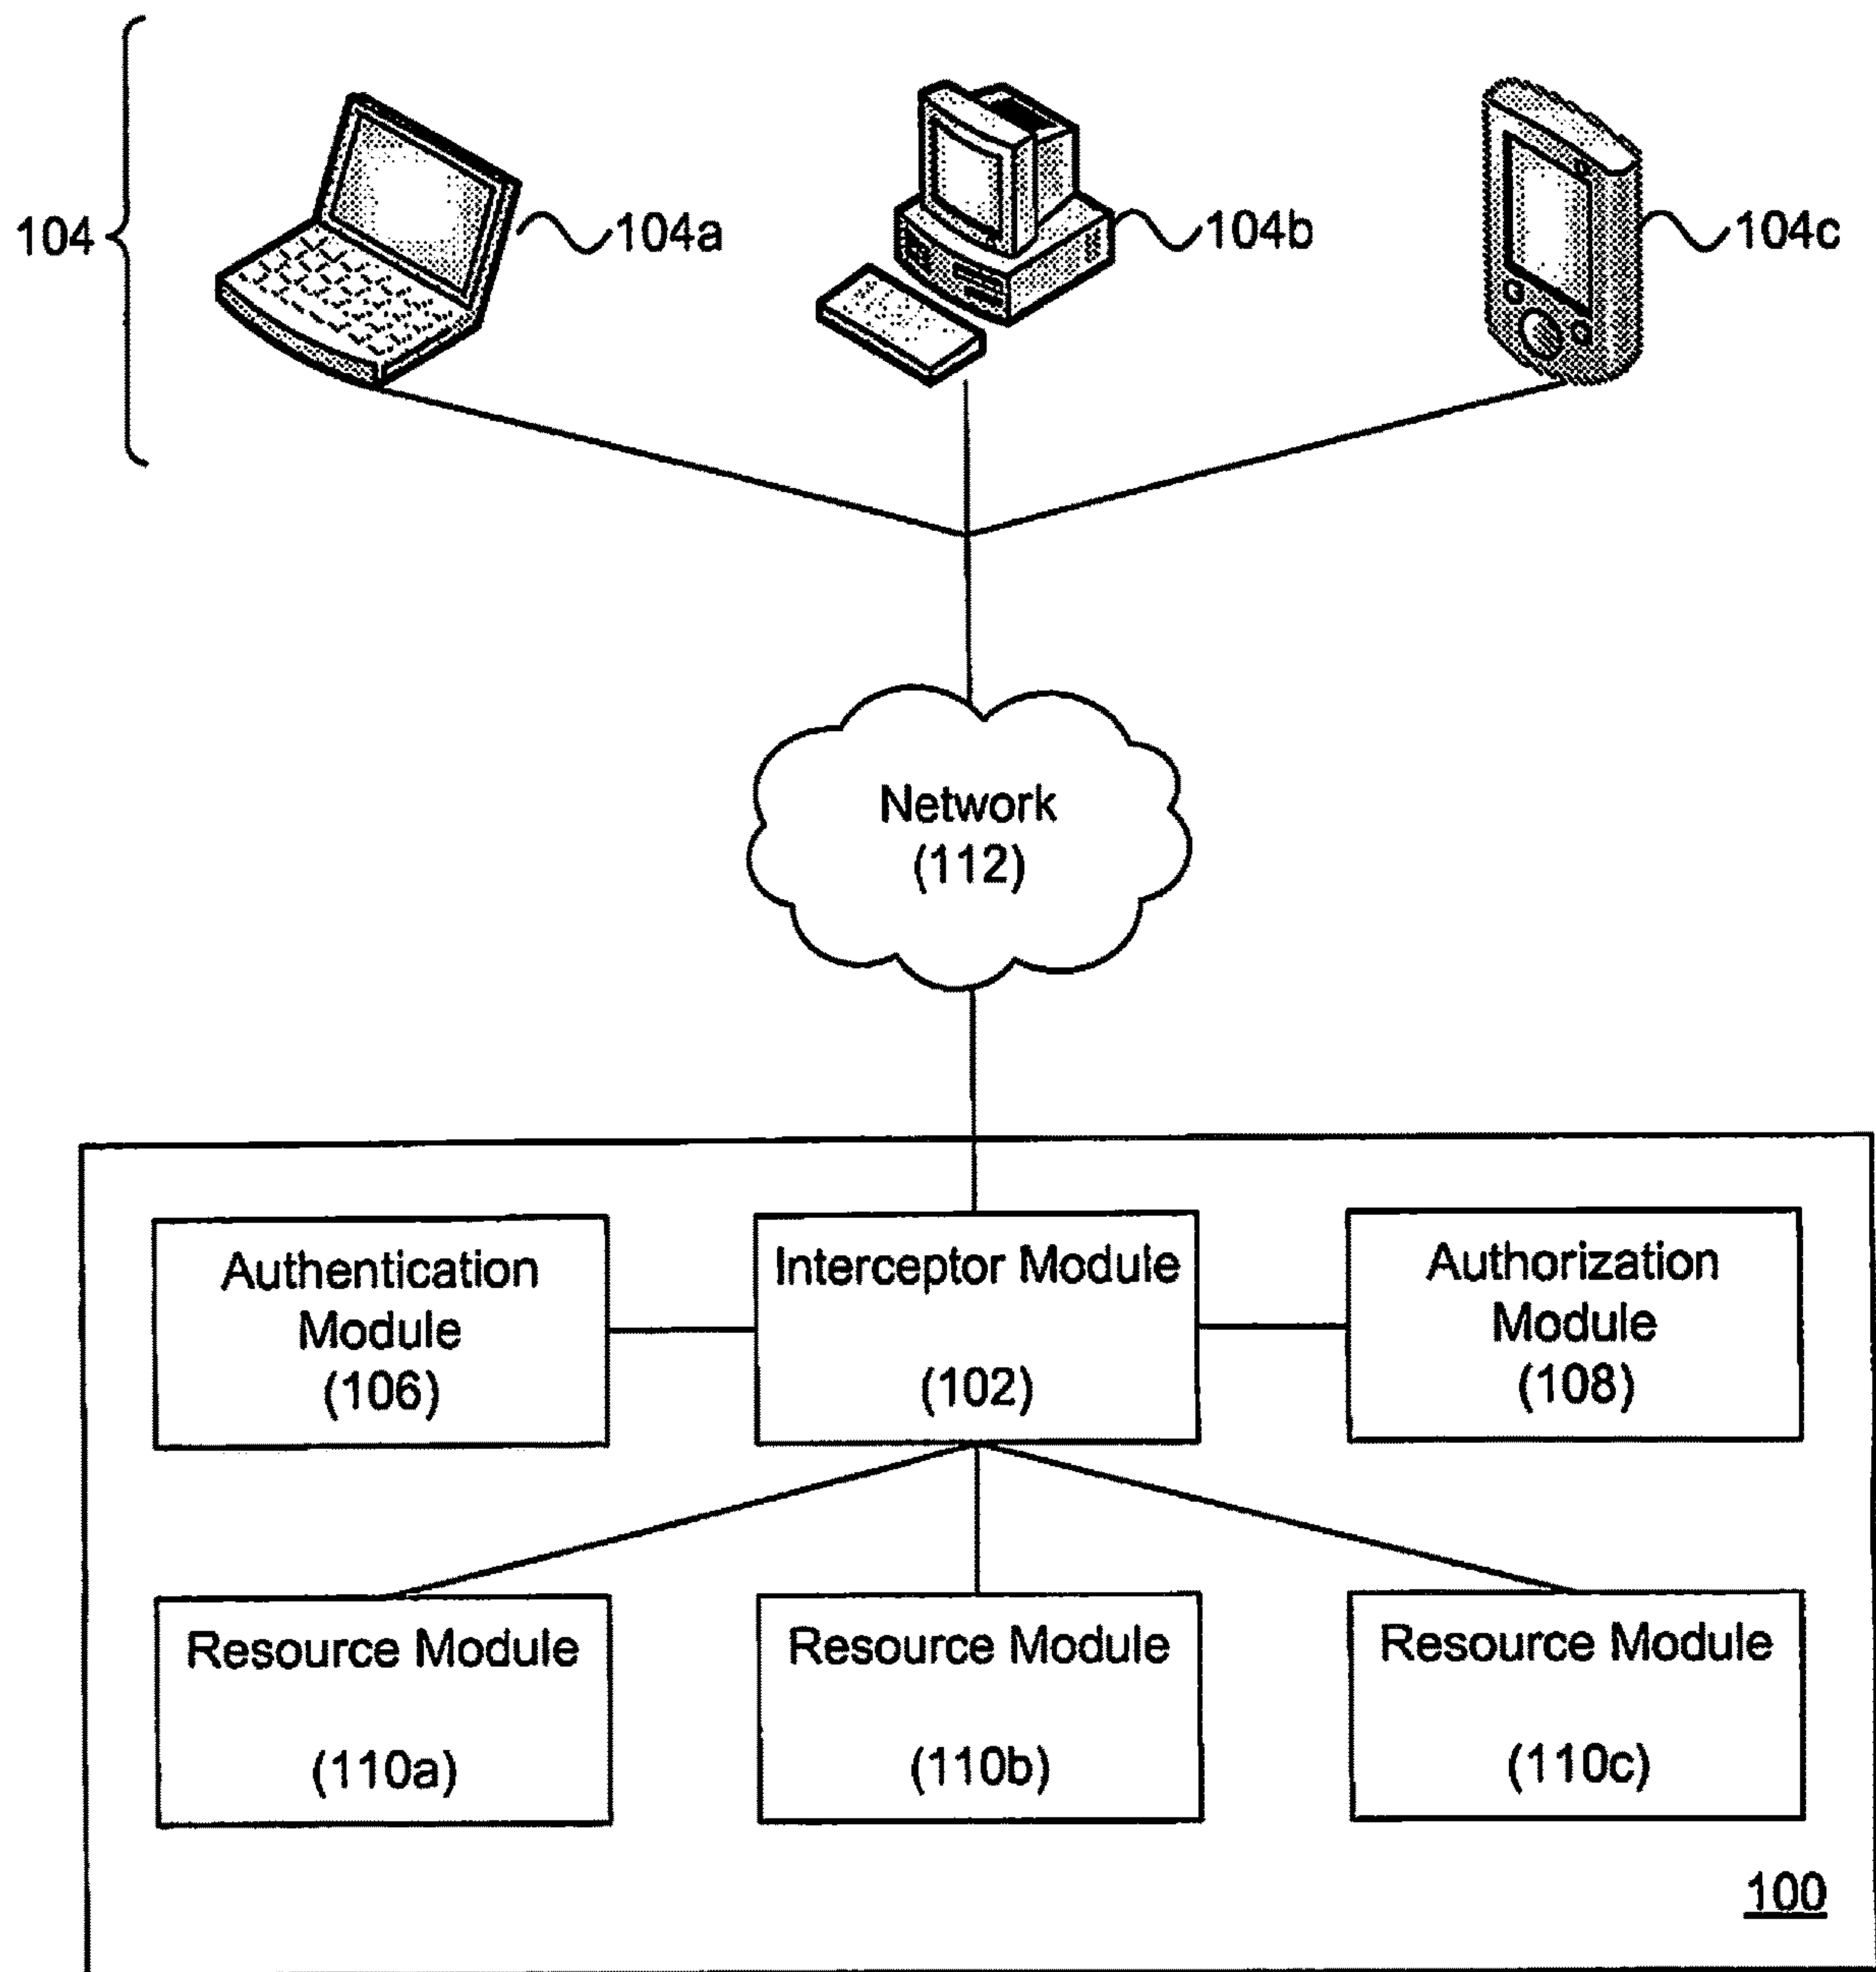 104
104a
104b
104c
Network
(112)
Authentication
Module
(106)
Interceptor Module
(102)
Authorization
Module
(108)
Resource Module
(110a)
Resource Module
(110b)
Resource Module
(110c)
100